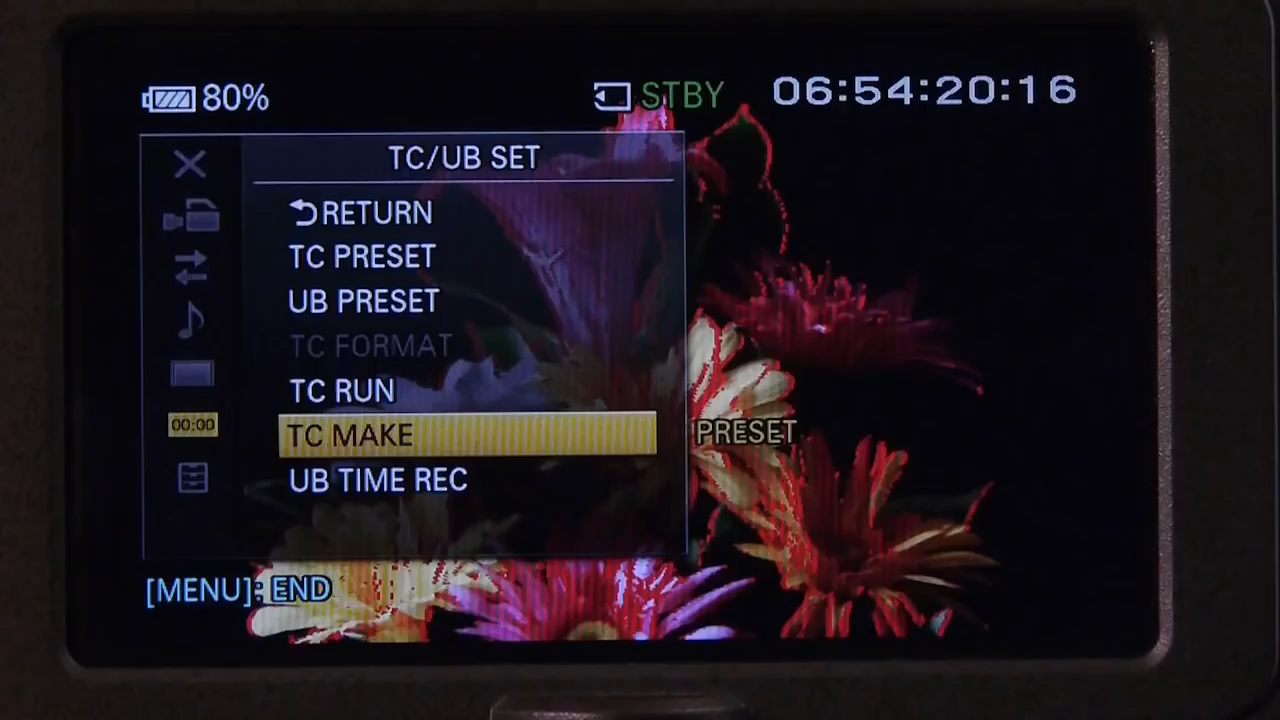 80%
STBY
06:54:20:16
TC/UB SET
RETURN
TC PRESET
UB PRESET
TC FORMAT
TC RUN
00:00
TC MAKE PRESET
UB TIME REC
[MENU]: END